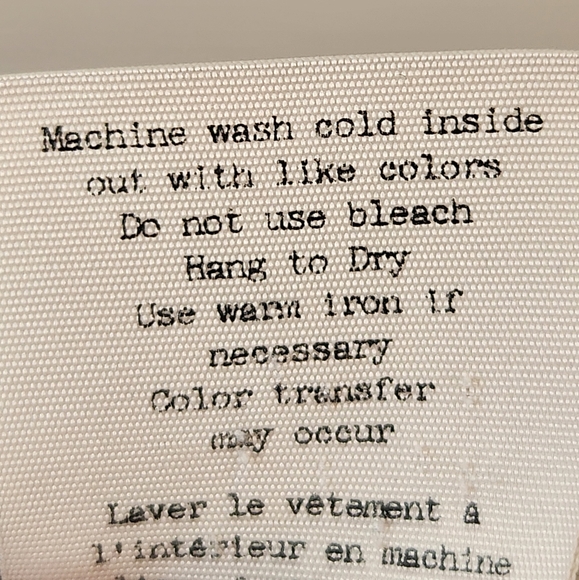 Machine wash cold inside
out with like colors
Do not use bleach
Hang to Dry
Use warm iron if
necessary
Color transfer
may occur
Laver le vêtement à
l'intérieur en machine